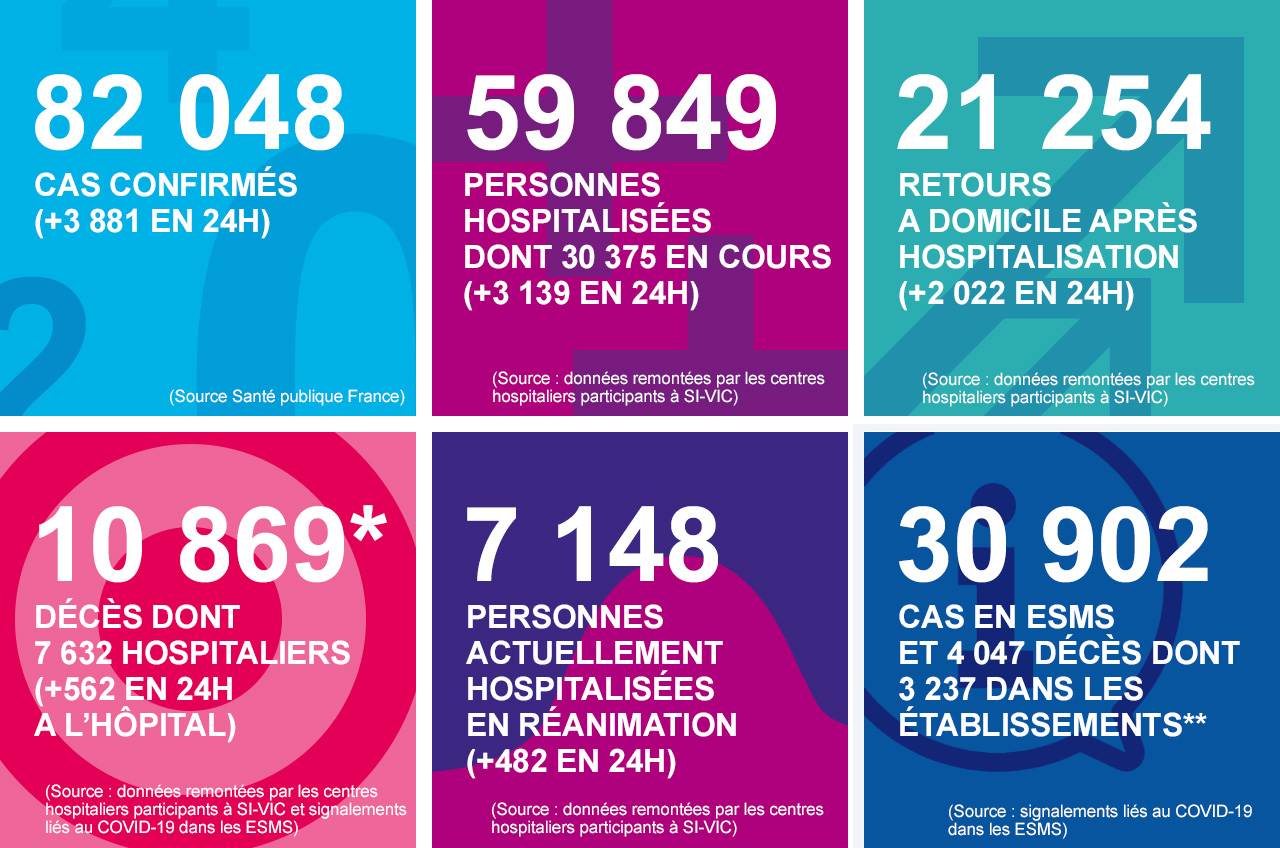 82 048
CAS CONFIRMÉS
(+3 881 EN 24H)
(Source Santé publique France)
59 849
PERSONNES
HOSPITALISÉES
DONT 30 375 EN COURS
(+3 139 EN 24H)
(Source : données remontées par les centres
hospitaliers participants à SI-VIC)
21 254
RETOURS
A DOMICILE APRÈS
HOSPITALISATION
(+2 022 EN 24H)
(Source : données remontées par les centres
hospitaliers participants à SI-VIC)
10 869*
DÉCÈS DONT
7 632 HOSPITALIERS
(+562 EN 24H
A L’HÔPITAL)
(Source : données remontées par les centres
hospitaliers participants à SI-VIC et signalements
liés au COVID-19 dans les ESMS)
7 148
PERSONNES
ACTUELLEMENT
HOSPITALISÉES
EN RÉANIMATION
(+482 EN 24H)
(Source : données remontées par les centres
hospitaliers participants à SI-VIC)
30 902
CAS EN ESMS
ET 4 047 DÉCÈS DONT
3 237 DANS LES
ÉTABLISSEMENTS**
(Source : signalements liés au COVID-19
dans les ESMS)